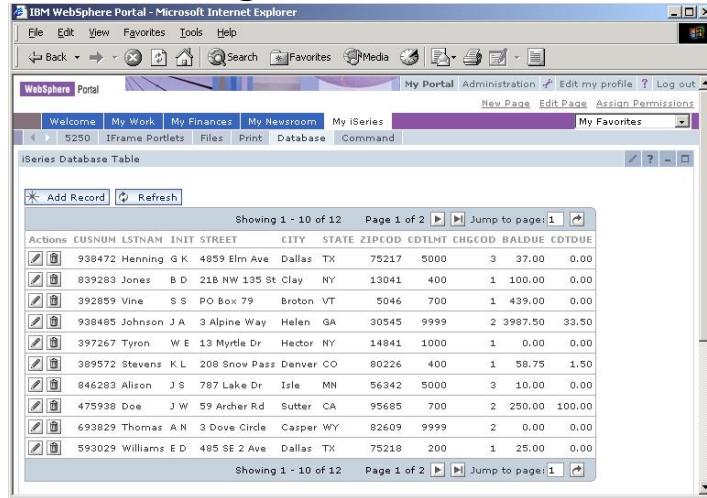 IBM WebSphere Portal - Microsoft Internet Explorer
File Edit View Favorites Tools Help
Back Search Favorites Media
WebSphere Portal My Portal Administration Edit my profile ? Log out
New Page Edit Page Assign Permissions
Welcome My Work My Finances My Newsroom My iSeries My Favorites
5250 IFrame Portlets Files Print Database Command
iSeries Database Table
Add Record Refresh
Showing 1 - 10 of 12 Page 1 of 2 Jump to page: 1
Actions CUSNUM LSTNAM INIT STREET CITY STATE ZIPCOD CDTLMT CHGCOD BALDUE CDTDUE
938472 Henning G K 4859 Elm Ave Dallas TX 75217 5000 3 37.00 0.00
839283 Jones B D 21B NW 135 St Clay NY 13041 400 1 100.00 0.00
392859 Vine S S PO Box 79 Broton VT 5046 700 1 439.00 0.00
938485 Johnson J A 3 Alpine Way Helen GA 30545 9999 2 3987.50 33.50
397267 Tyron W E 13 Myrtle Dr Hector NY 14841 1000 1 0.00 0.00
389572 Stevens K L 208 Snow Pass Denver CO 80226 400 1 58.75 1.50
846283 Alison J S 787 Lake Dr Isle MN 56342 5000 3 10.00 0.00
475938 Doe J W 59 Archer Rd Sutter CA 95685 700 2 250.00 100.00
693829 Thomas A N 3 Dove Circle Casper WY 82609 9999 2 0.00 0.00
593029 Williams E D 485 SE 2 Ave Dallas TX 75218 200 1 25.00 0.00
Showing 1 - 10 of 12 Page 1 of 2 Jump to page: 1